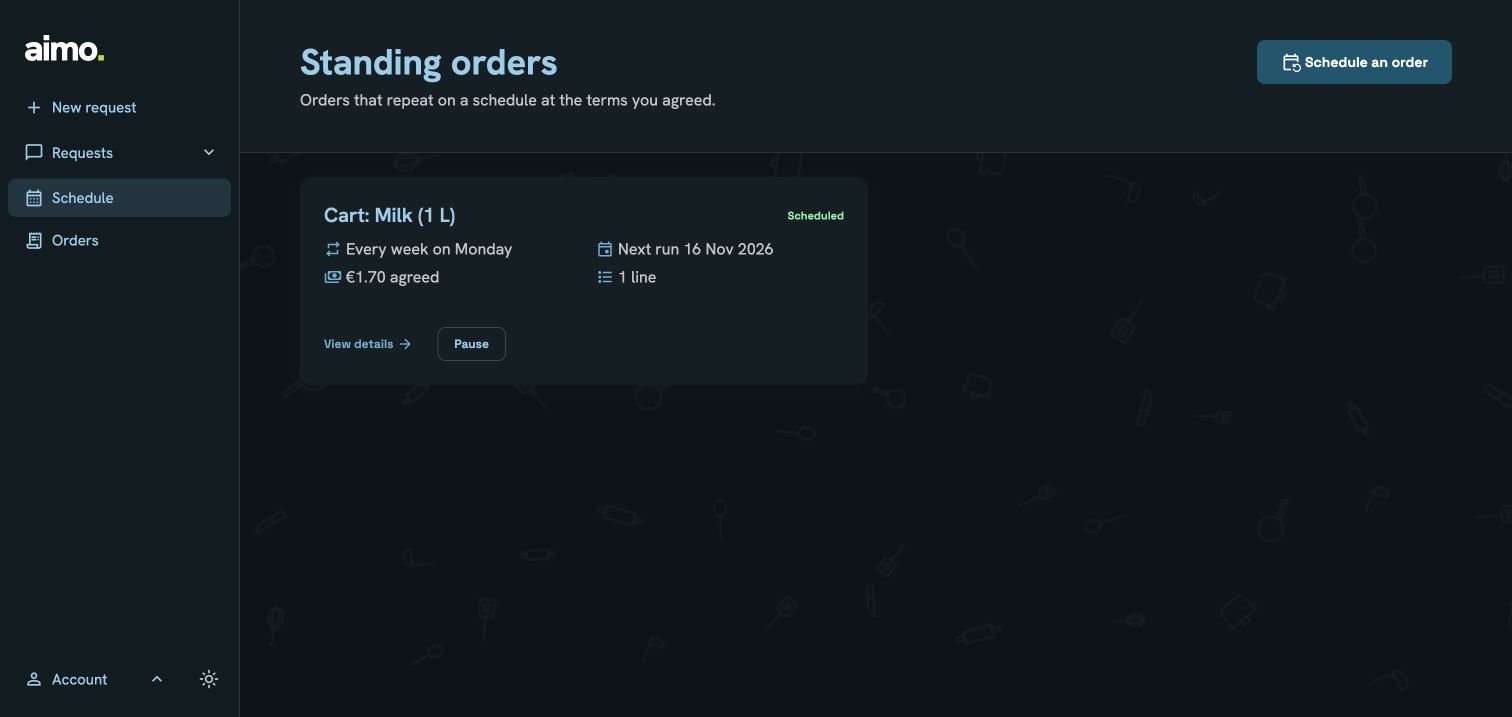 aimo.
New request
Requests
Schedule
Orders
Account
Standing orders
Orders that repeat on a schedule at the terms you agreed.
Schedule an order
Cart: Milk (1 L)
Scheduled
Every week on Monday
Next run 16 Nov 2026
€1.70 agreed
1 line
View details
Pause